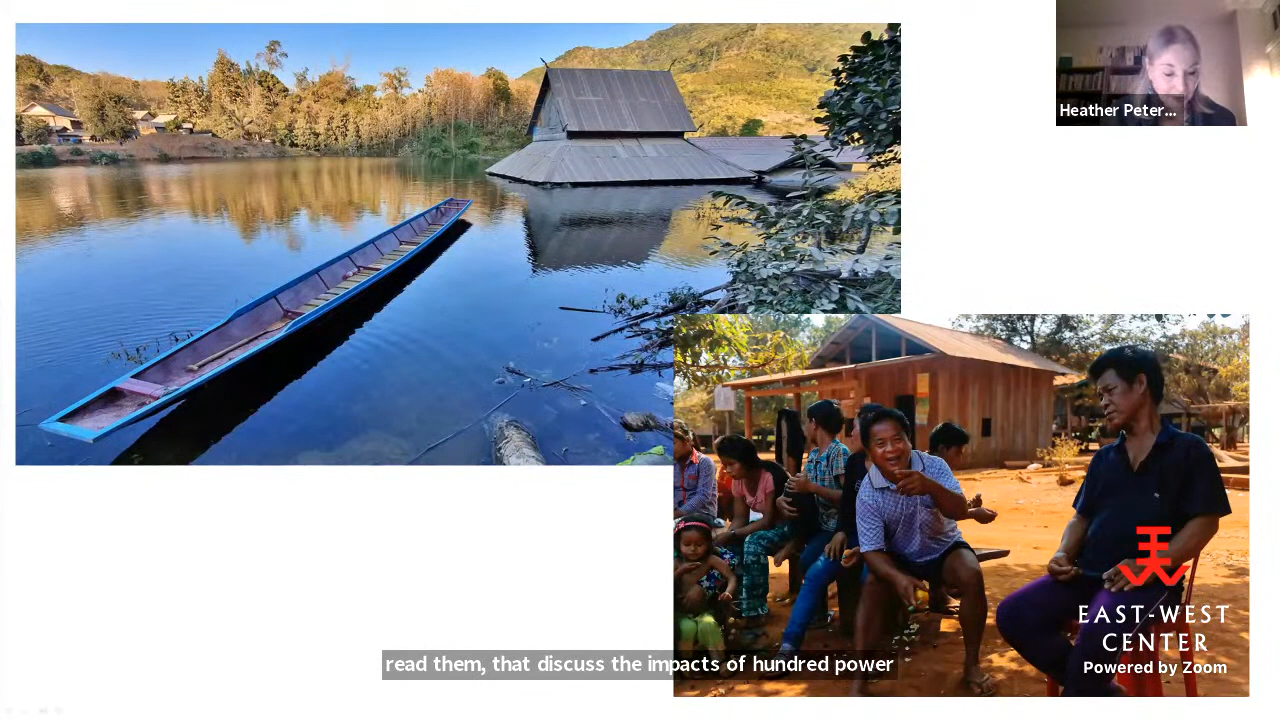 Heather Peter...
EAST-WEST
CENTER
Powered by Zoom
read them, that discuss the impacts of hundred power